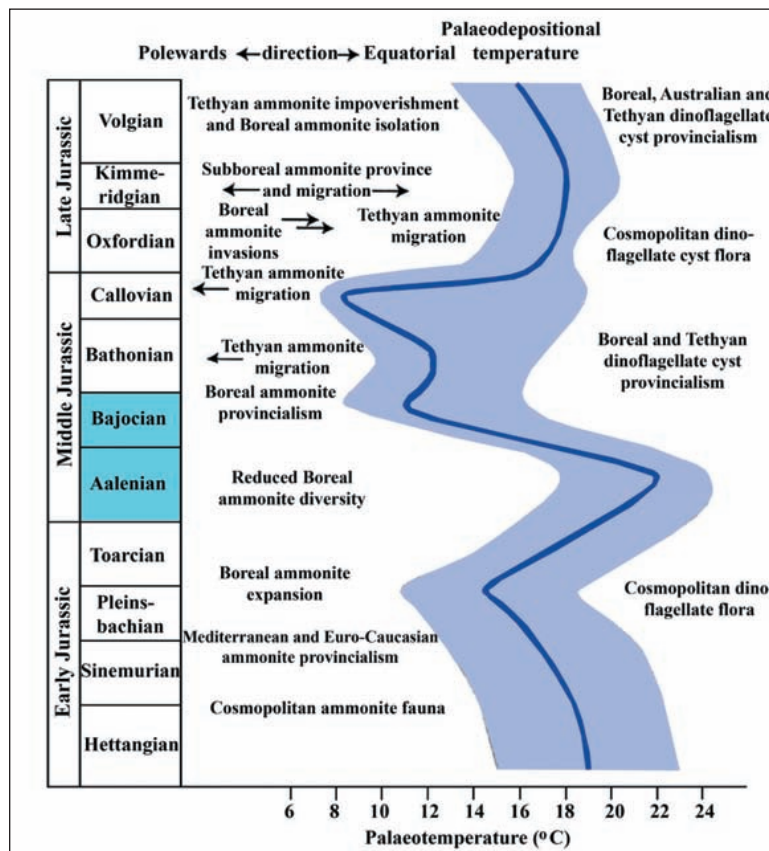 Palaeodepositional
Polewards ←direction→ Equatorial temperature
Late Jurassic
Middle Jurassic
Early Jurassic
Volgian
Kimme-
ridgian
Oxfordian
Callovian
Bathonian
Bajocian
Aalenian
Toarcian
Pleins-
bachian
Sinemurian
Hettangian
Tethyan ammonite impoverishment
and Boreal ammonite isolation
Subboreal ammonite province
and migration
Boreal
ammonite
invasions
Tethyan ammonite
migration
Tethyan ammonite
migration
Tethyan ammonite
migration
Boreal ammonite
provincialism
Reduced Boreal
ammonite diversity
Boreal ammonite
expansion
Mediterranean and Euro-Caucasian
ammonite provincialism
Cosmopolitan ammonite fauna
Boreal, Australian and
Tethyan dinoflagellate
cyst provincialism
Cosmopolitan dino-
flagellate cyst flora
Boreal and Tethyan
dinoflagellate cyst
provincialism
Cosmopolitan dino
flagellate flora
6 8 10 12 14 16 18 20 22 24
Palaeotemperature (°C)